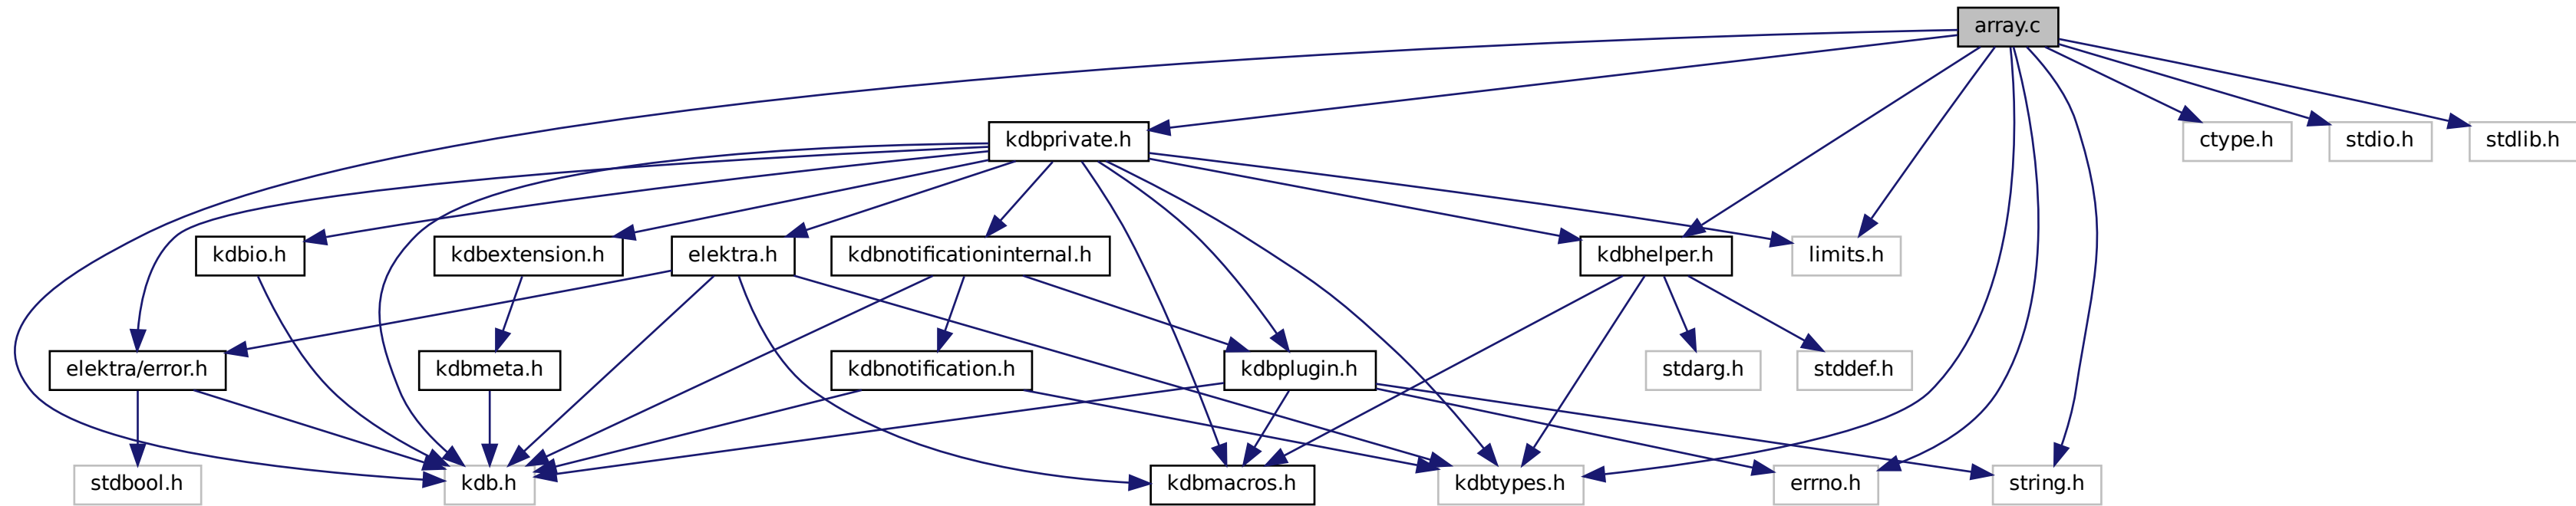 array.c
kdbprivate.h
ctype.h
stdio.h
stdlib.h
kdbio.h
kdbextension.h
elektra.h
kdbnotificationinternal.h
kdbhelper.h
limits.h
elektra/error.h
kdbmeta.h
kdbnotification.h
kdbplugin.h
stdarg.h
stddef.h
stdbool.h
kdb.h
kdbmacros.h
kdbtypes.h
errno.h
string.h